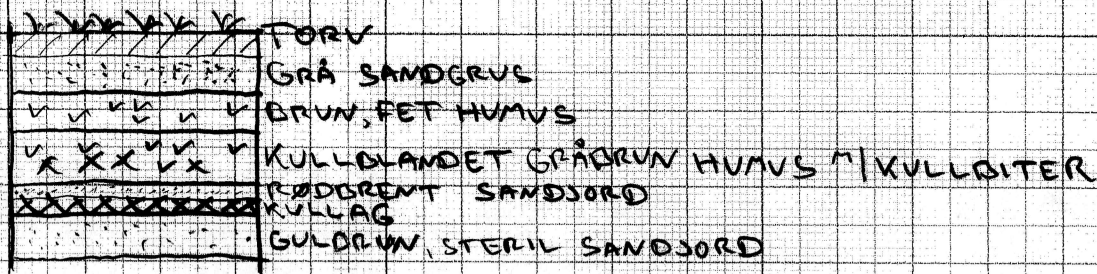 TORV
GRÅ SANDGRUS
BRUN, FET HUMUS
KULLBLANDET GRÅBRUN HUMUS M/KULLBITER
RØDBRENT SANDJORD
KULLAG
GULBRUN, STERIL SANDJORD